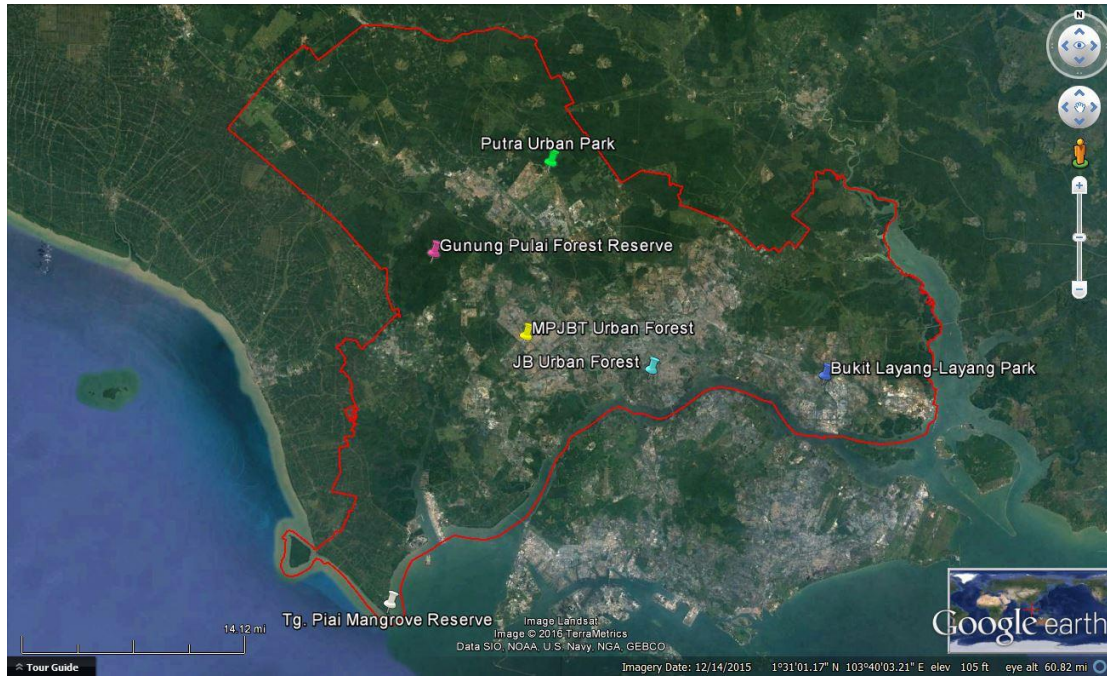 N
Putra Urban Park
Gunung Pulai Forest Reserve
MPJBT Urban Forest
JB Urban Forest
Bukit Layang-Layang Park
Tg. Piai Mangrove Reserve
14.12 mi
Image Landsat
Image © 2016 TerraMetrics
Data SIO, NOAA, U.S. Navy, NGA, GEBCO
Google earth
Tour Guide
Imagery Date: 12/14/2015 1°31'01.17" N 103°40'03.21" E elev 105 ft eye alt 60.82 mi